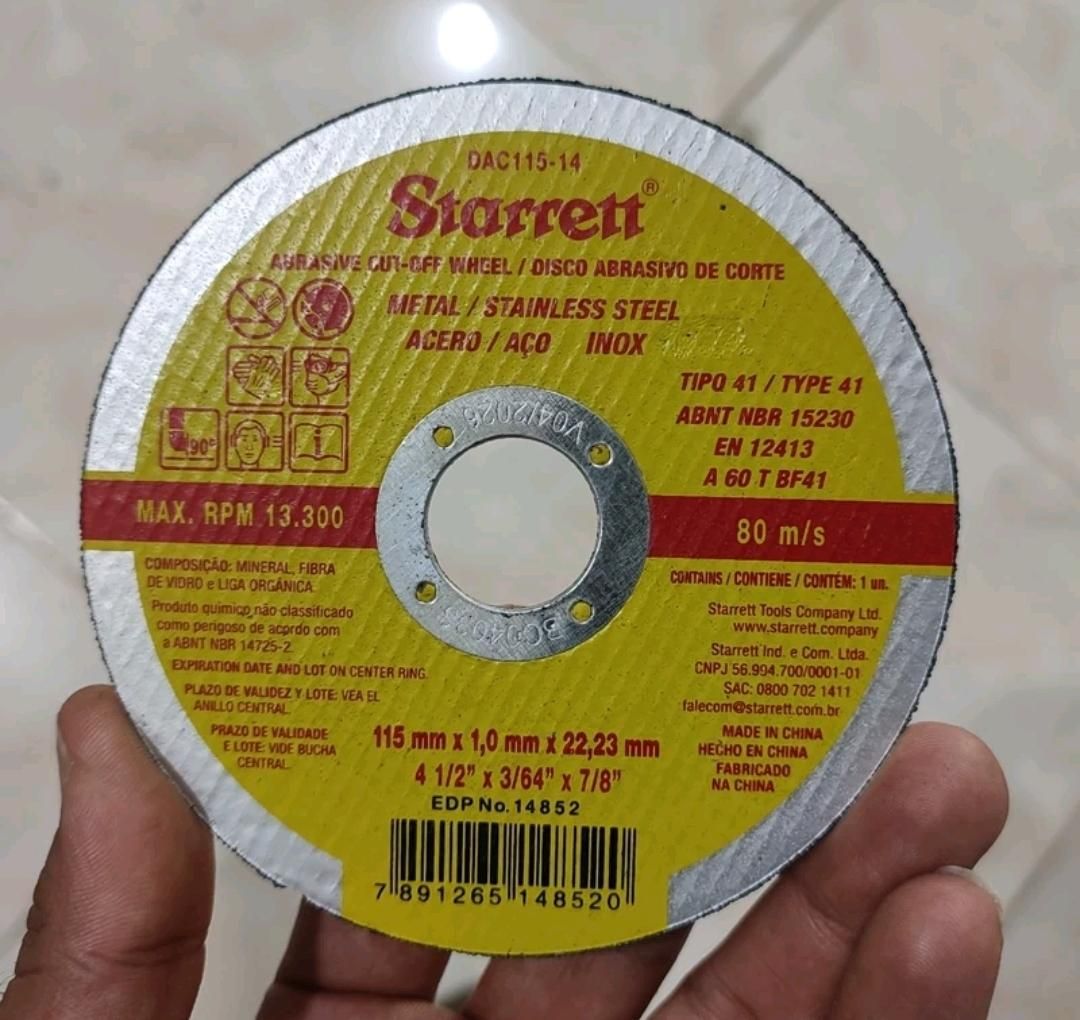 DAC115-14
Starrett®
ABRASIVE CUT-OFF WHEEL / DISCO ABRASIVO DE CORTE
METAL / STAINLESS STEEL
ACERO / AÇO INOX
TIPO 41 / TYPE 41
ABNT NBR 15230
EN 12413
A 60 T BF41
90°
V04/2026
MAX. RPM 13.300
80 m/s
COMPOSIÇÃO: MINERAL, FIBRA
DE VIDRO e LIGA ORGÂNICA.
Produto químico não classificado
como perigoso de acordo com
a ABNT NBR 14725-2.
EXPIRATION DATE AND LOT ON CENTER RING.
PLAZO DE VALIDEZ Y LOTE: VEA EL
ANILLO CENTRAL.
PRAZO DE VALIDADE
E LOTE: VIDE BUCHA
CENTRAL.
CONTAINS / CONTIENE / CONTÉM: 1 un.
Starrett Tools Company Ltd.
www.starrett.company
Starrett Ind. e Com. Ltda.
CNPJ 56.994.700/0001-01
SAC: 0800 702 1411
falecom@starrett.com.br
MADE IN CHINA
HECHO EN CHINA
FABRICADO
NA CHINA
115 mm x 1,0 mm x 22,23 mm
4 1/2" x 3/64" x 7/8"
EDP No. 14852
7 891265 148520